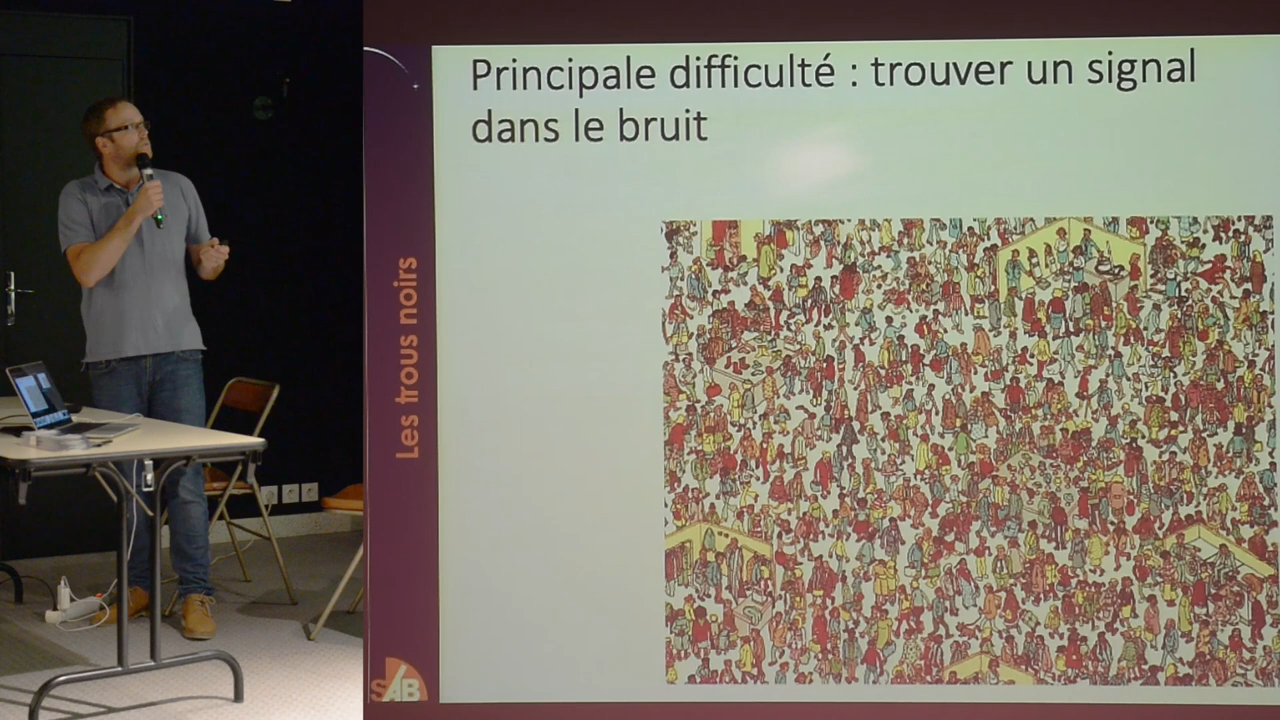 Principale difficulté : trouver un signal
dans le bruit
Les trous noirs
SAB